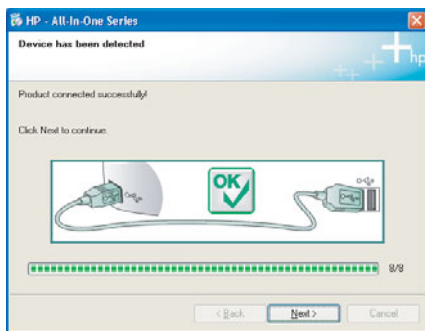 HP - All-In-One Series
Device has been detected
hp
Product connected successfully!
Click Next to continue.
OK
8/8
< Back Next > Cancel